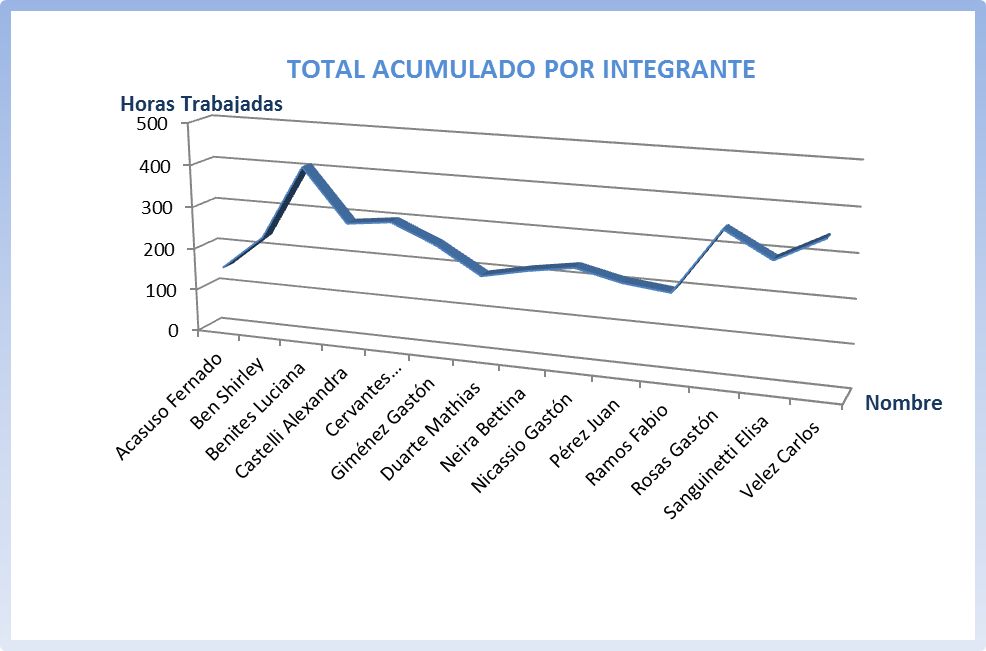 TOTAL ACUMULADO POR INTEGRANTE
Horas Trabajadas
500
400
300
200
100
0
Acasuso Fernado
Ben Shirley
Benites Luciana
Castelli Alexandra
Cervantes...
Giménez Gastón
Duarte Mathias
Neira Bettina
Nicassio Gastón
Pérez Juan
Ramos Fabio
Rosas Gastón
Sanguinetti Elisa
Velez Carlos
Nombre